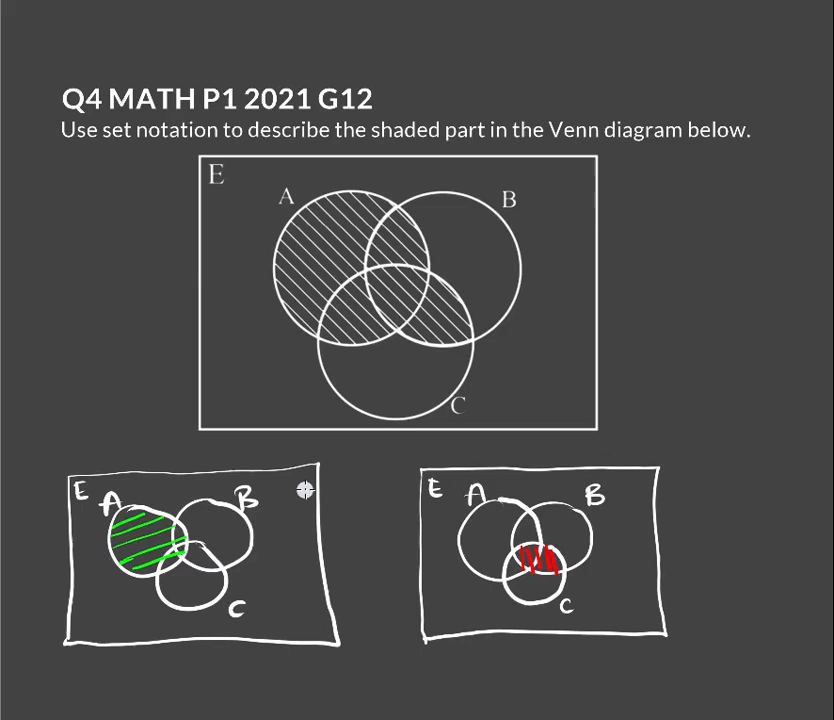 Q4 MATH P1 2021 G12
Use set notation to describe the shaded part in the Venn diagram below.
E
A
B
C
E
A
B
C
E
A
B
C